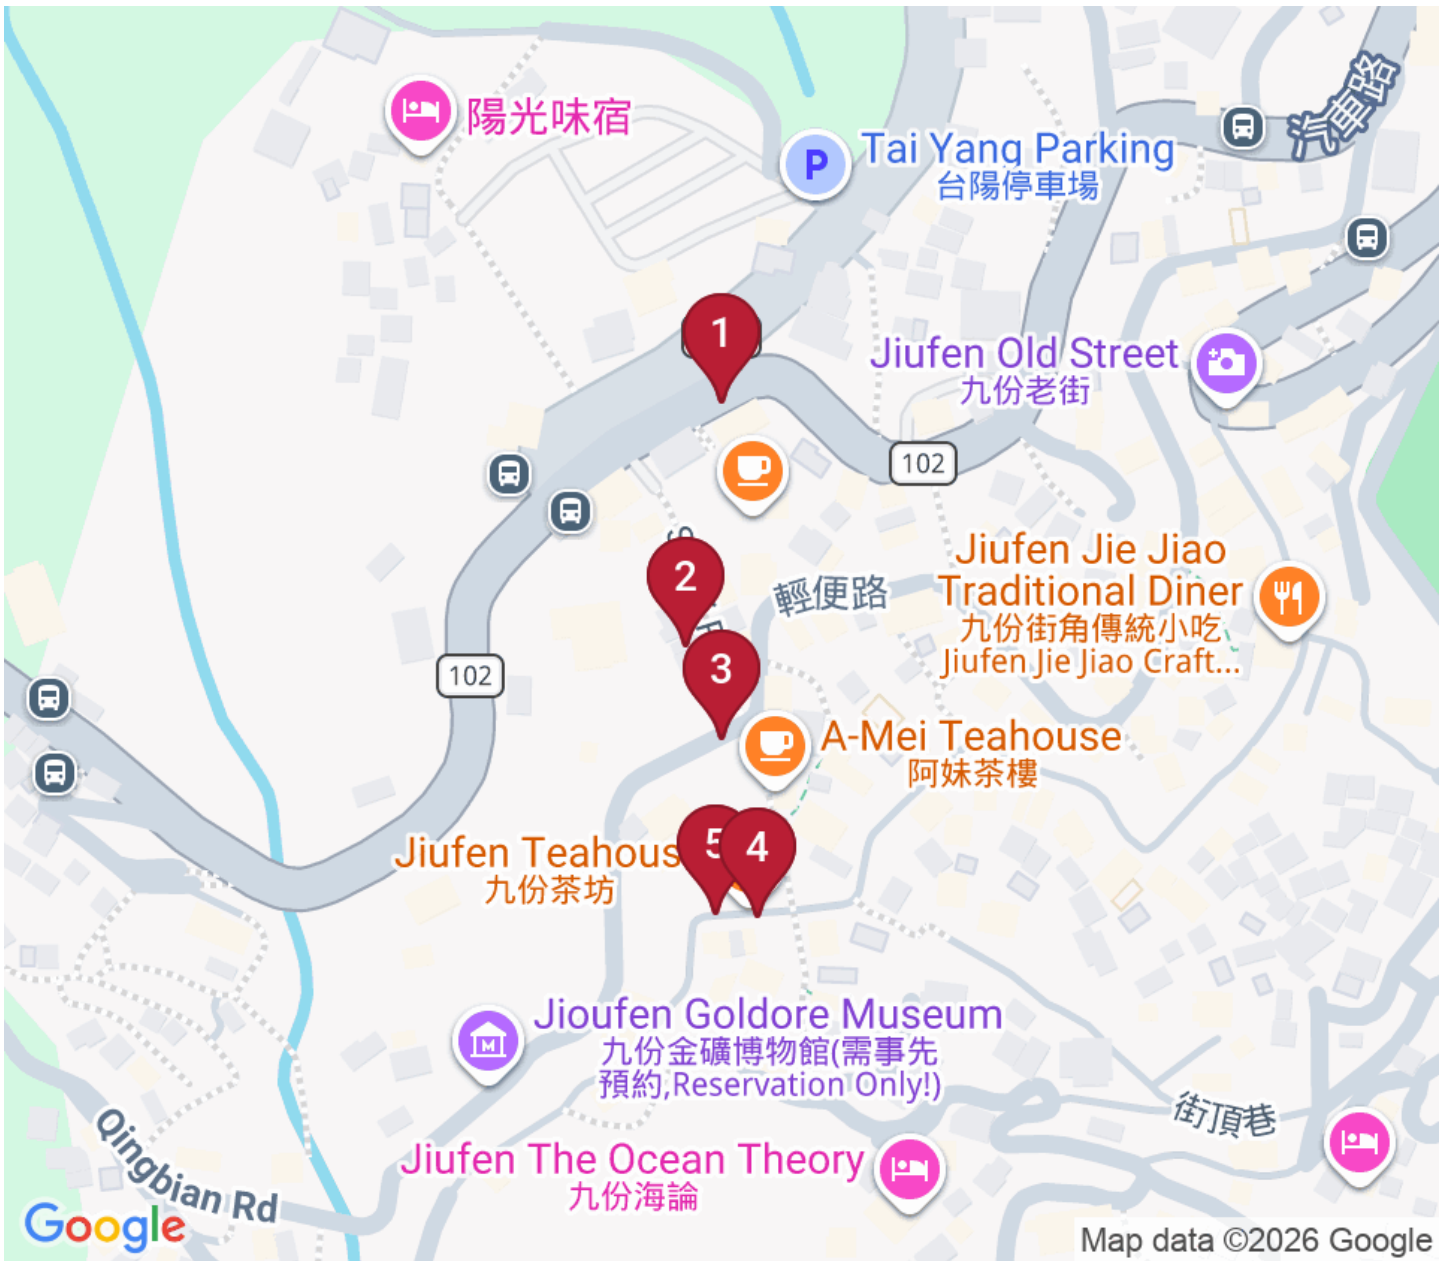 陽光味宿
Tai Yang Parking
台陽停車場
汽車路
1
Jiufen Old Street
九份老街
102
2
輕便路
Jiufen Jie Jiao
Traditional Diner
九份街角傳統小吃
Jiufen Jie Jiao Craft...
3
102
A-Mei Teahouse
阿妹茶樓
5
4
Jiufen Teahous
九份茶坊
Jioufen Goldore Museum
九份金礦博物館(需事先
預約,Reservation Only!)
街頂巷
Qingbian Rd
Jiufen The Ocean Theory
九份海論
Google
Map data ©2026 Google